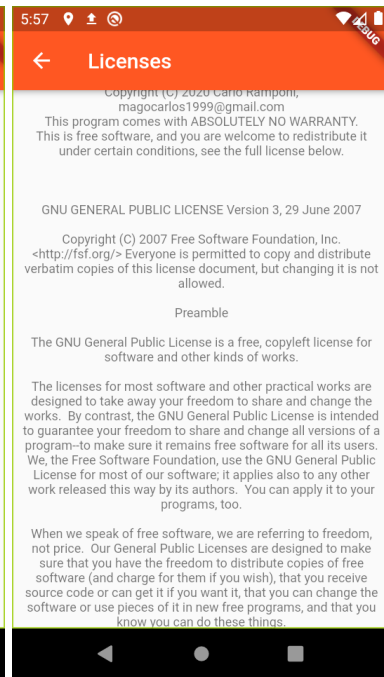 5:57
DEBUG
Licenses
Copyright (C) 2020 Carlo Ramponi,
magocarlos1999@gmail.com
This program comes with ABSOLUTELY NO WARRANTY.
This is free software, and you are welcome to redistribute it
under certain conditions, see the full license below.
GNU GENERAL PUBLIC LICENSE Version 3, 29 June 2007
Copyright (C) 2007 Free Software Foundation, Inc.
<http://fsf.org/> Everyone is permitted to copy and distribute
verbatim copies of this license document, but changing it is not
allowed.
Preamble
The GNU General Public License is a free, copyleft license for
software and other kinds of works.
The licenses for most software and other practical works are
designed to take away your freedom to share and change the
works.  By contrast, the GNU General Public License is intended
to guarantee your freedom to share and change all versions of a
program--to make sure it remains free software for all its users.
We, the Free Software Foundation, use the GNU General Public
License for most of our software; it applies also to any other
work released this way by its authors.  You can apply it to your
programs, too.
When we speak of free software, we are referring to freedom,
not price.  Our General Public Licenses are designed to make
sure that you have the freedom to distribute copies of free
software (and charge for them if you wish), that you receive
source code or can get it if you want it, that you can change the
software or use pieces of it in new free programs, and that you
know you can do these things.